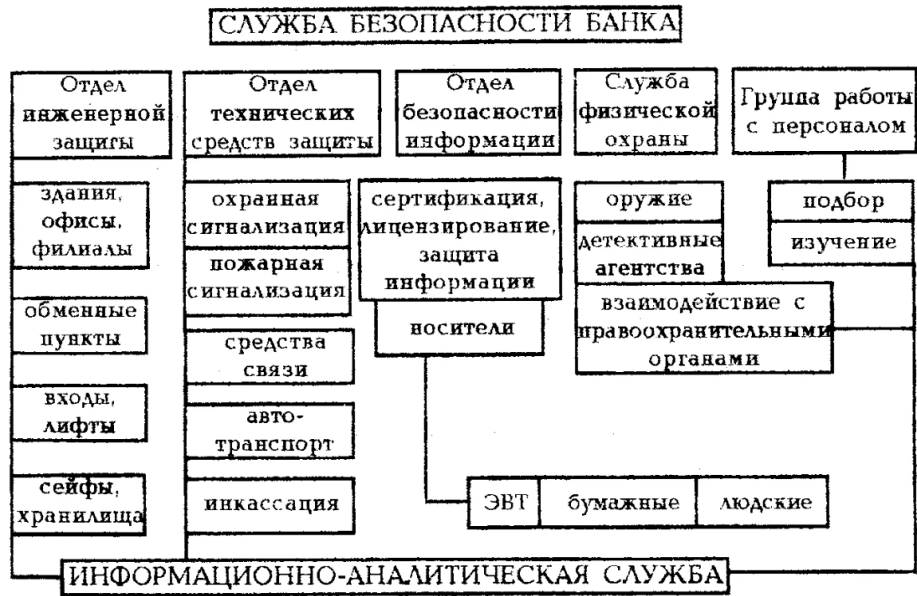 СЛУЖБА БЕЗОПАСНОСТИ БАНКА
Отдел
инженерной
защиты
Отдел
технических
средств защиты
Отдел
безопасности
информации
Служба
физической
охраны
Группа работы
с персоналом
здания,
офисы,
филиалы
обменные
пункты
входы,
лифты
сейфы,
хранилища
охранная
сигнализация
пожарная
сигнализация
средства
связи
авто-
транспорт
инкассация
сертификация,
лицензирование,
защита
информации
носители
ЭВТ
бумажные
людские
оружие
детективные
агентства
взаимодействие с
правоохранительными
органами
подбор
изучение
ИНФОРМАЦИОННО-АНАЛИТИЧЕСКАЯ СЛУЖБА